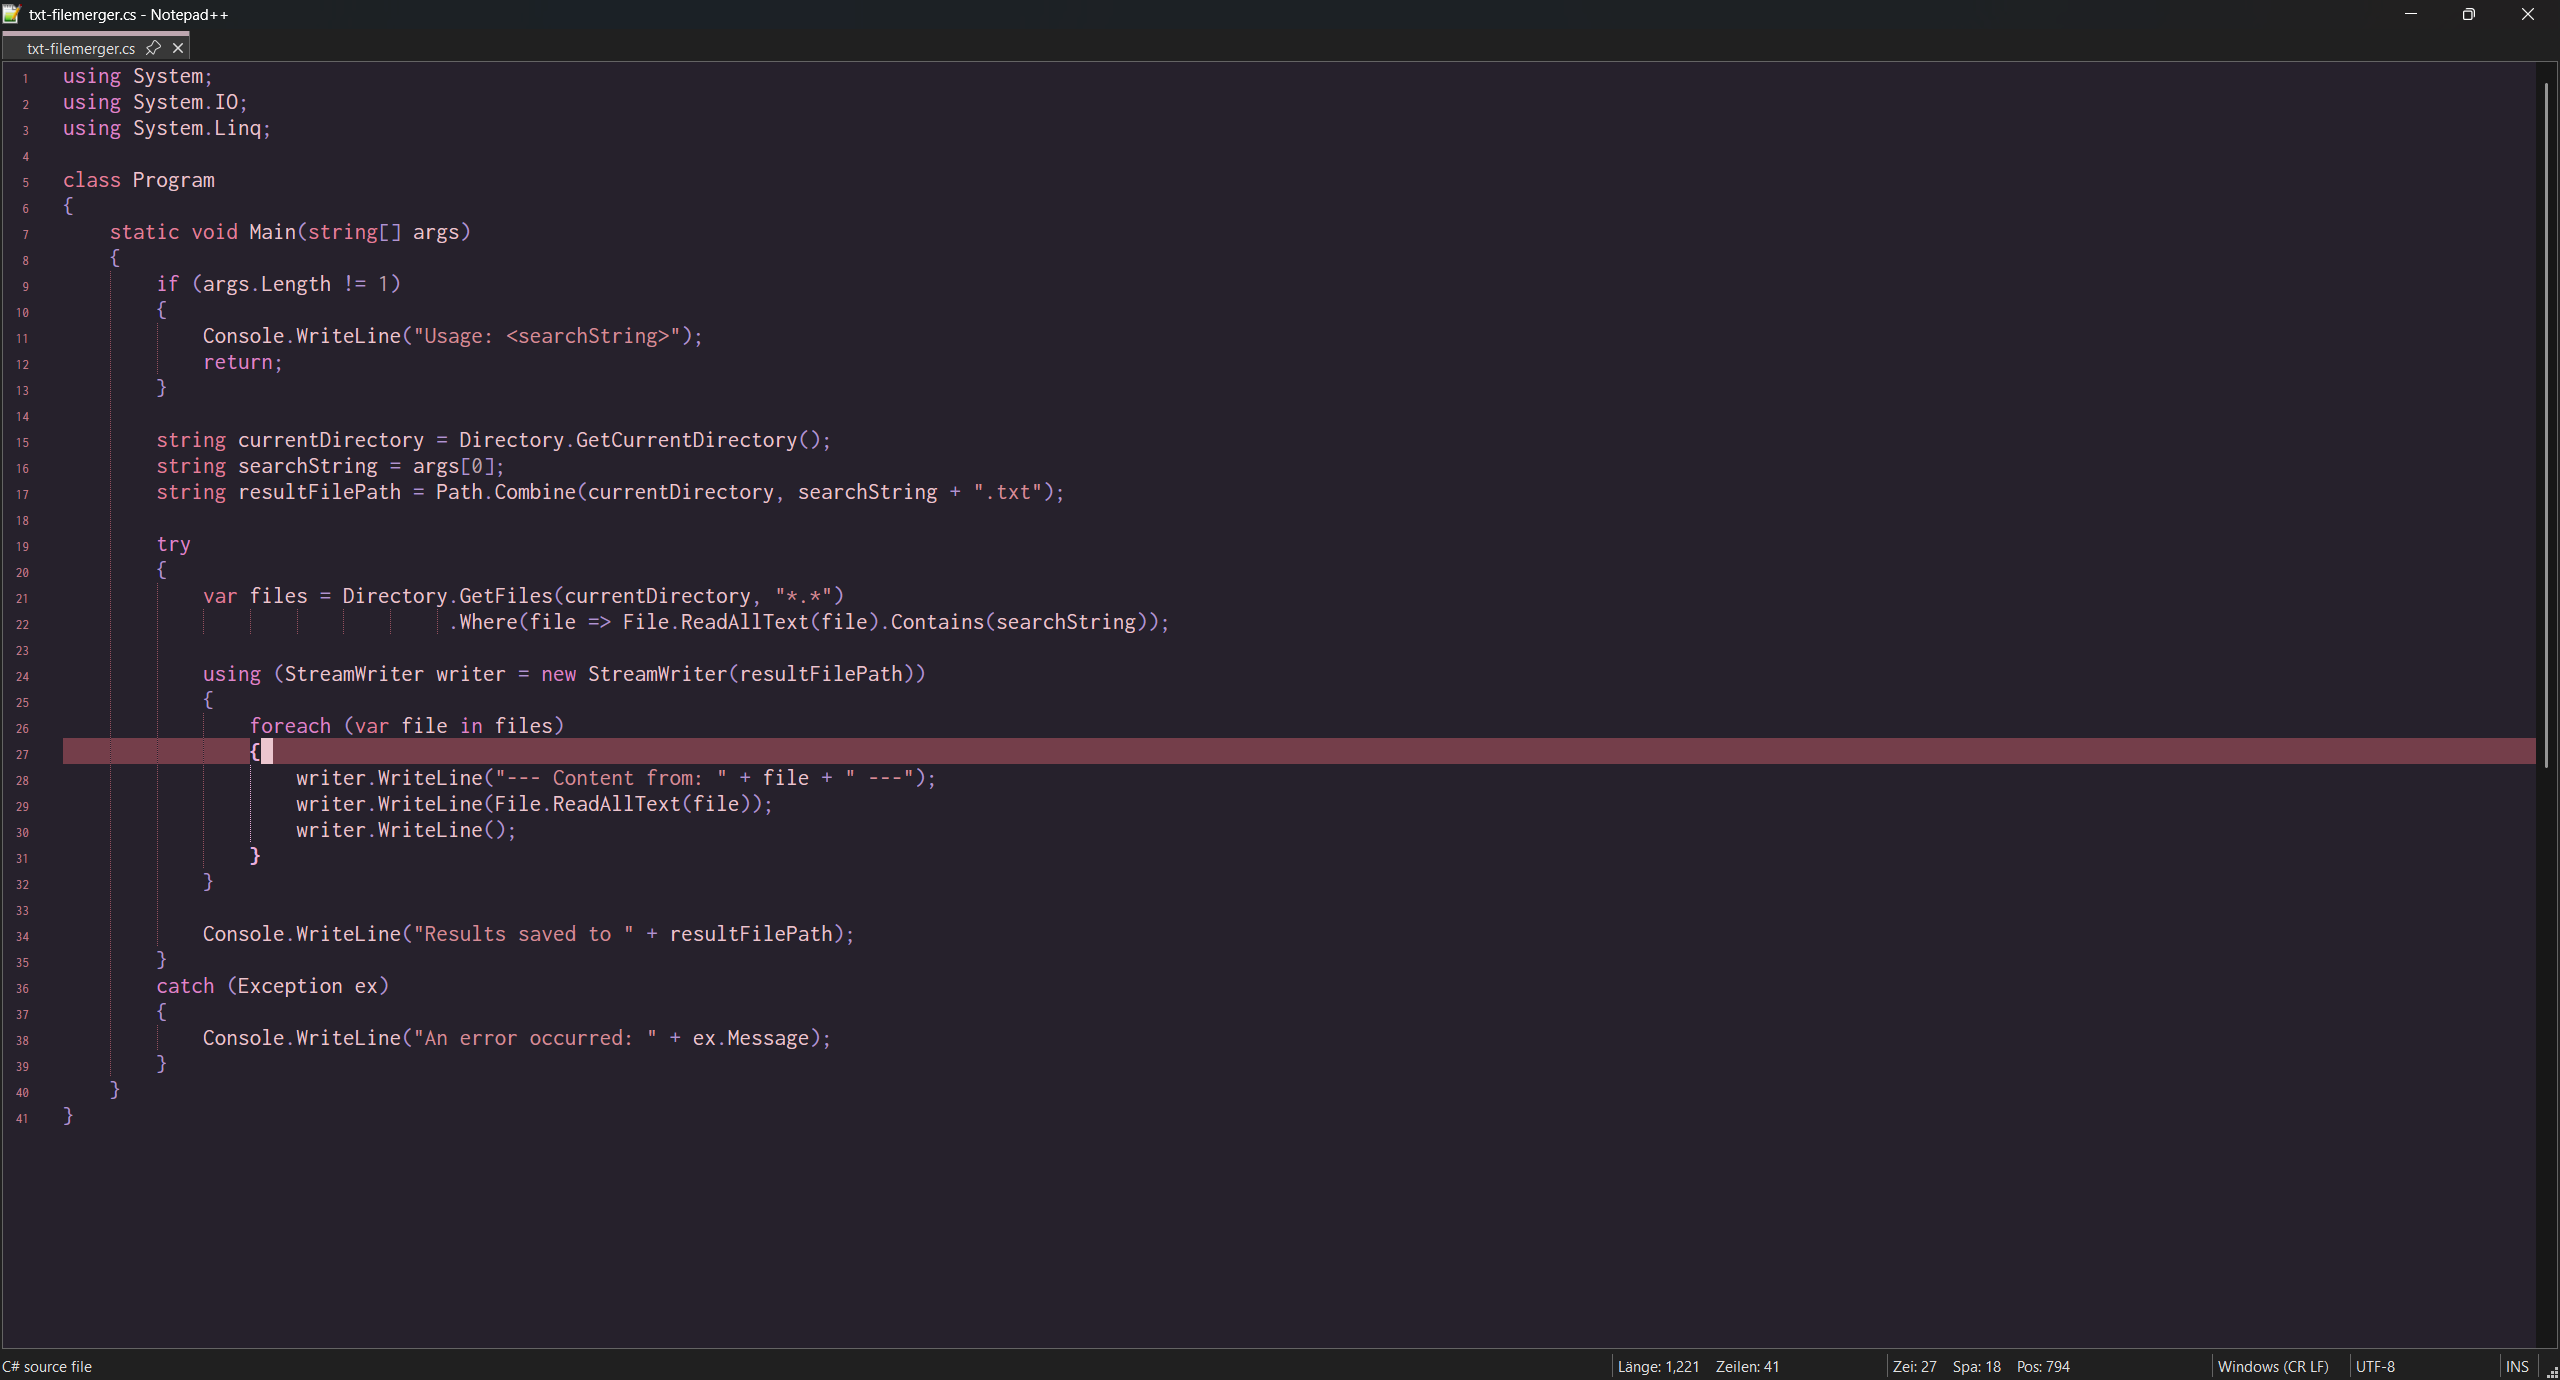 txt-filemerger.cs - Notepad++
txt-filemerger.cs
1 using System;
2 using System.IO;
3 using System.Linq;
4
5 class Program
6 {
7     static void Main(string[] args)
8     {
9         if (args.Length != 1)
10         {
11             Console.WriteLine("Usage: <searchString>");
12             return;
13         }
14
15         string currentDirectory = Directory.GetCurrentDirectory();
16         string searchString = args[0];
17         string resultFilePath = Path.Combine(currentDirectory, searchString + ".txt");
18
19         try
20         {
21             var files = Directory.GetFiles(currentDirectory, "*.*")
22                                  .Where(file => File.ReadAllText(file).Contains(searchString));
23
24             using (StreamWriter writer = new StreamWriter(resultFilePath))
25             {
26                 foreach (var file in files)
27                 {
28                     writer.WriteLine("--- Content from: " + file + " ---");
29                     writer.WriteLine(File.ReadAllText(file));
30                     writer.WriteLine();
31                 }
32             }
33
34             Console.WriteLine("Results saved to " + resultFilePath);
35         }
36         catch (Exception ex)
37         {
38             Console.WriteLine("An error occurred: " + ex.Message);
39         }
40     }
41 }
C# source file Länge: 1,221 Zeilen: 41 Zei: 27 Spa: 18 Pos: 794 Windows (CR LF) UTF-8 INS